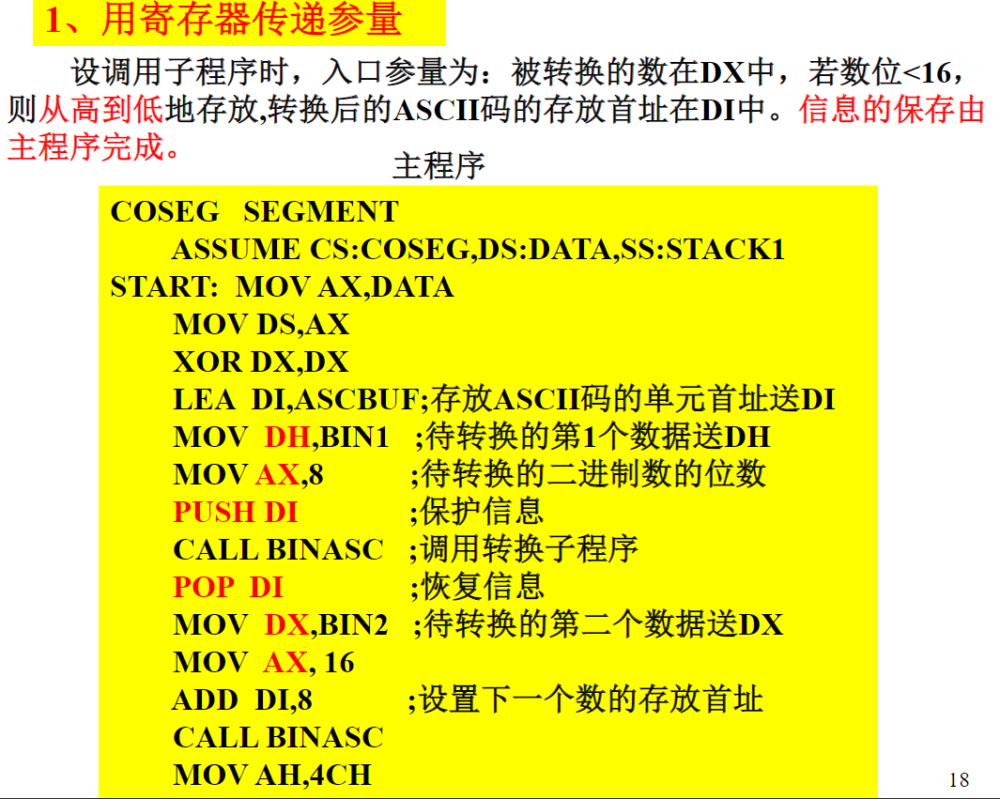 1、用寄存器传递参量
设调用子程序时，入口参量为：被转换的数在DX中，若数位<16，
则从高到低地存放,转换后的ASCII码的存放首址在DI中。信息的保存由
主程序完成。
主程序
COSEG SEGMENT
ASSUME CS:COSEG,DS:DATA,SS:STACK1
START: MOV AX,DATA
MOV DS,AX
XOR DX,DX
LEA DI,ASCBUF;存放ASCII码的单元首址送DI
MOV DH,BIN1 ;待转换的第1个数据送DH
MOV AX,8 ;待转换的二进制数的位数
PUSH DI ;保护信息
CALL BINASC ;调用转换子程序
POP DI ;恢复信息
MOV DX,BIN2 ;待转换的第二个数据送DX
MOV AX, 16
ADD DI,8 ;设置下一个数的存放首址
CALL BINASC
MOV AH,4CH
18